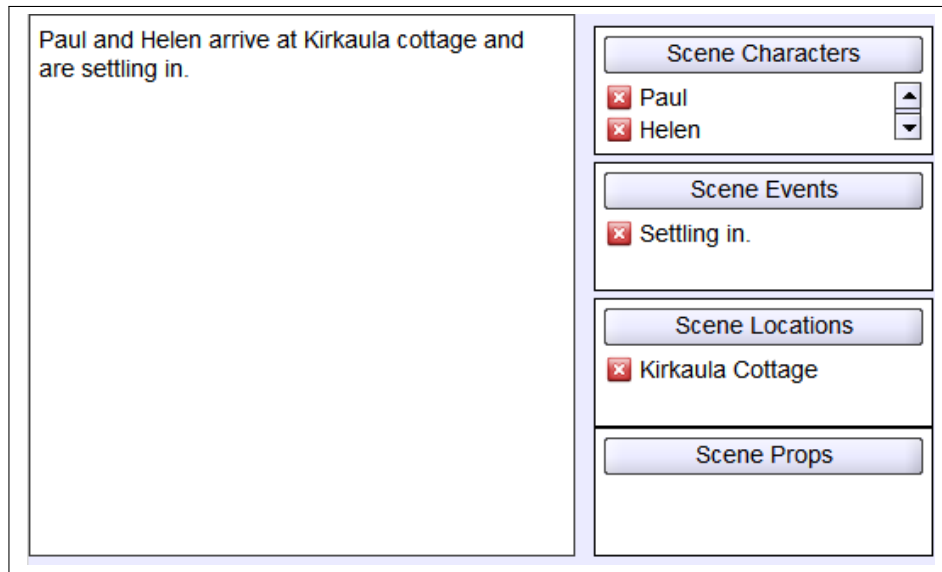 Paul and Helen arrive at Kirkaula cottage and
are settling in.
Scene Characters
Paul
Helen
Scene Events
Settling in.
Scene Locations
Kirkaula Cottage
Scene Props